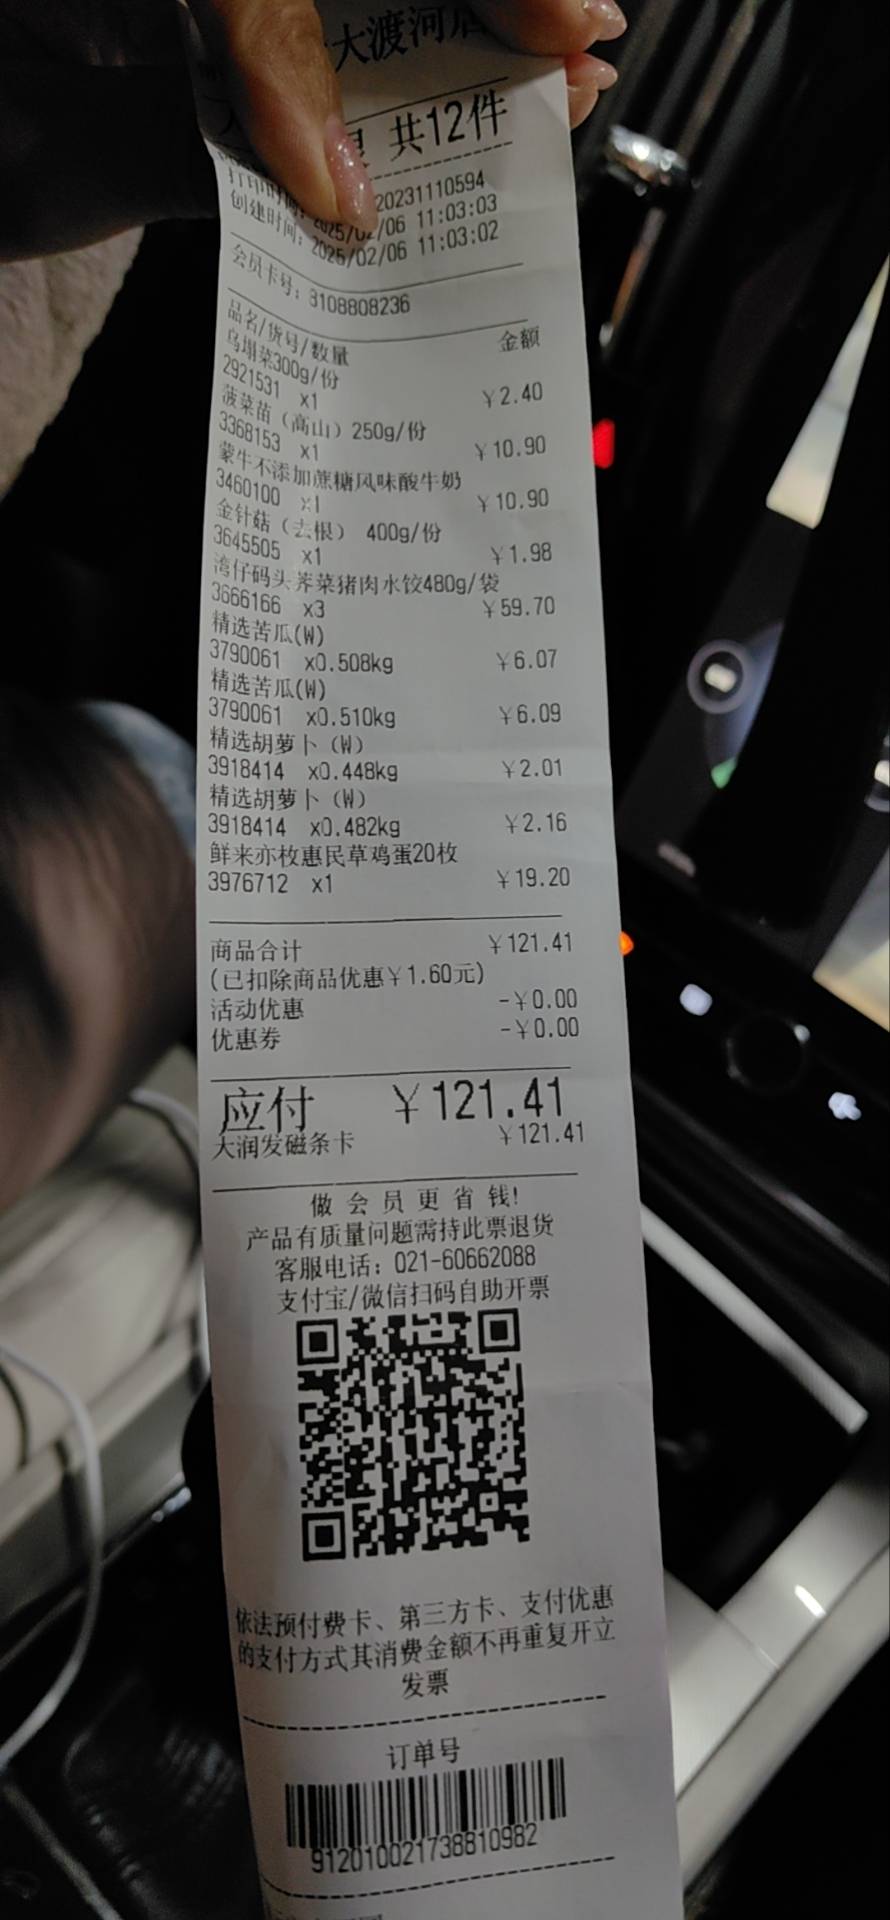 大渡河店
共12件
20231110594
打印时间：2025/02/06 11:03:03
创建时间：2025/02/06 11:03:02
会员卡号：3108808236
品名/货号/数量 金额
乌塌菜300g/份
2921531 x1 ¥2.40
菠菜苗（高山）250g/份
3368153 x1 ¥10.90
蒙牛不添加蔗糖风味酸牛奶
3460100 x1 ¥10.90
金针菇（去根） 400g/份
3645505 x1 ¥1.98
湾仔码头荠菜猪肉水饺480g/袋
3666166 x3 ¥59.70
精选苦瓜(W)
3790061 x0.508kg ¥6.07
精选苦瓜(W)
3790061 x0.510kg ¥6.09
精选胡萝卜（W）
3918414 x0.448kg ¥2.01
精选胡萝卜（W）
3918414 x0.482kg ¥2.16
鲜来亦枚惠民草鸡蛋20枚
3976712 x1 ¥19.20
商品合计 ¥121.41
(已扣除商品优惠¥1.60元)
活动优惠 -¥0.00
优惠券 -¥0.00
应付 ¥121.41
大润发磁条卡 ¥121.41
做会员更省钱!
产品有质量问题需持此票退货
客服电话：021-60662088
支付宝/微信扫码自助开票
依法预付费卡、第三方卡、支付优惠
的支付方式其消费金额不再重复开立
发票
订单号
912010021738810982